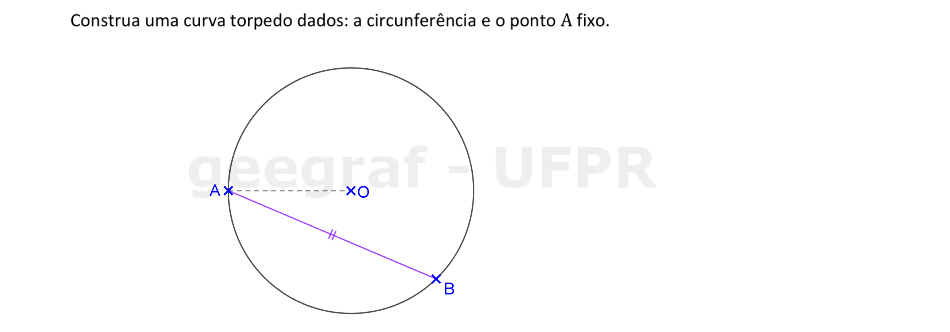 Construa uma curva torpedo dados: a circunferência e o ponto A fixo.
geegraf - UFPR
A
O
B